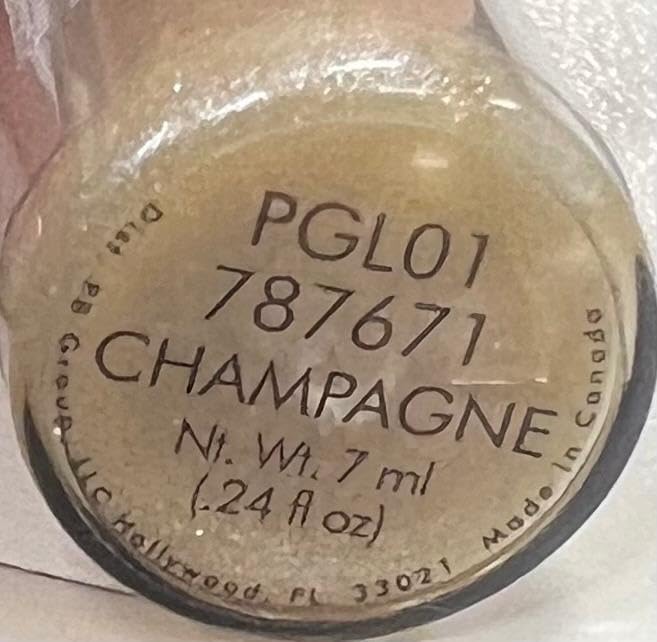 PGL01
787671
CHAMPAGNE
Nt. Wt. 7 ml
(.24 fl oz)
Dist. PB Group, LLC Hollywood, FL 33021 Made in Canada